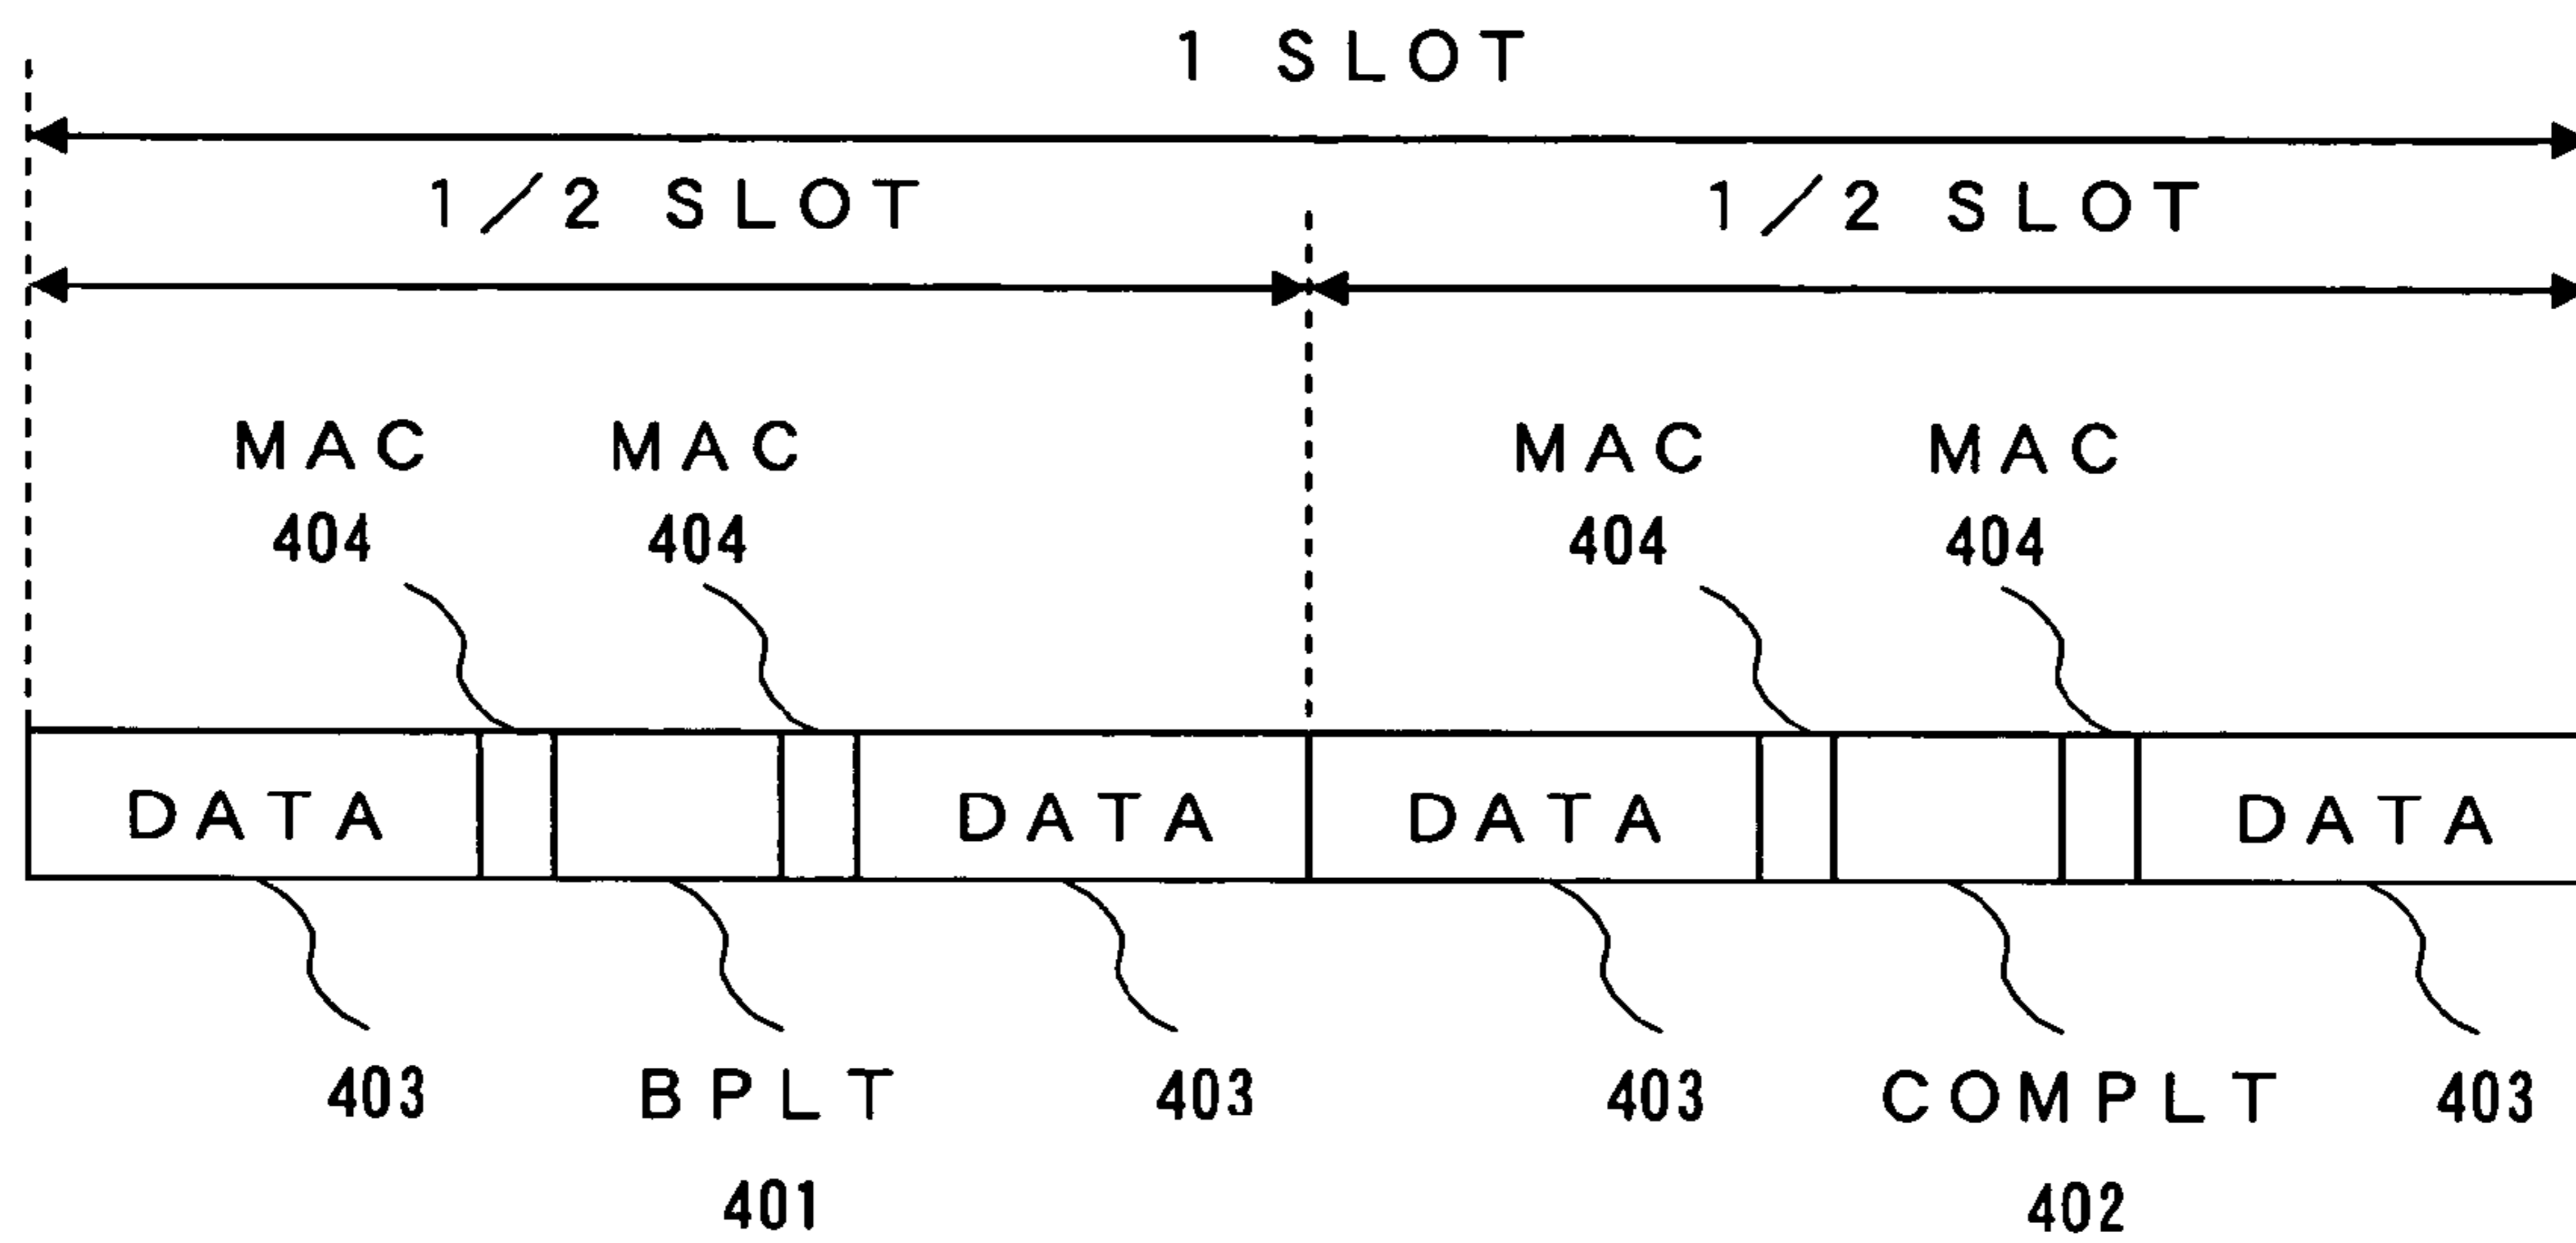 1 SLOT
1/2 SLOT 1/2 SLOT
MAC MAC MAC MAC
404 404 404 404
DATA DATA DATA DATA
403 BPLT 403 403 COMPLT 403
401 402